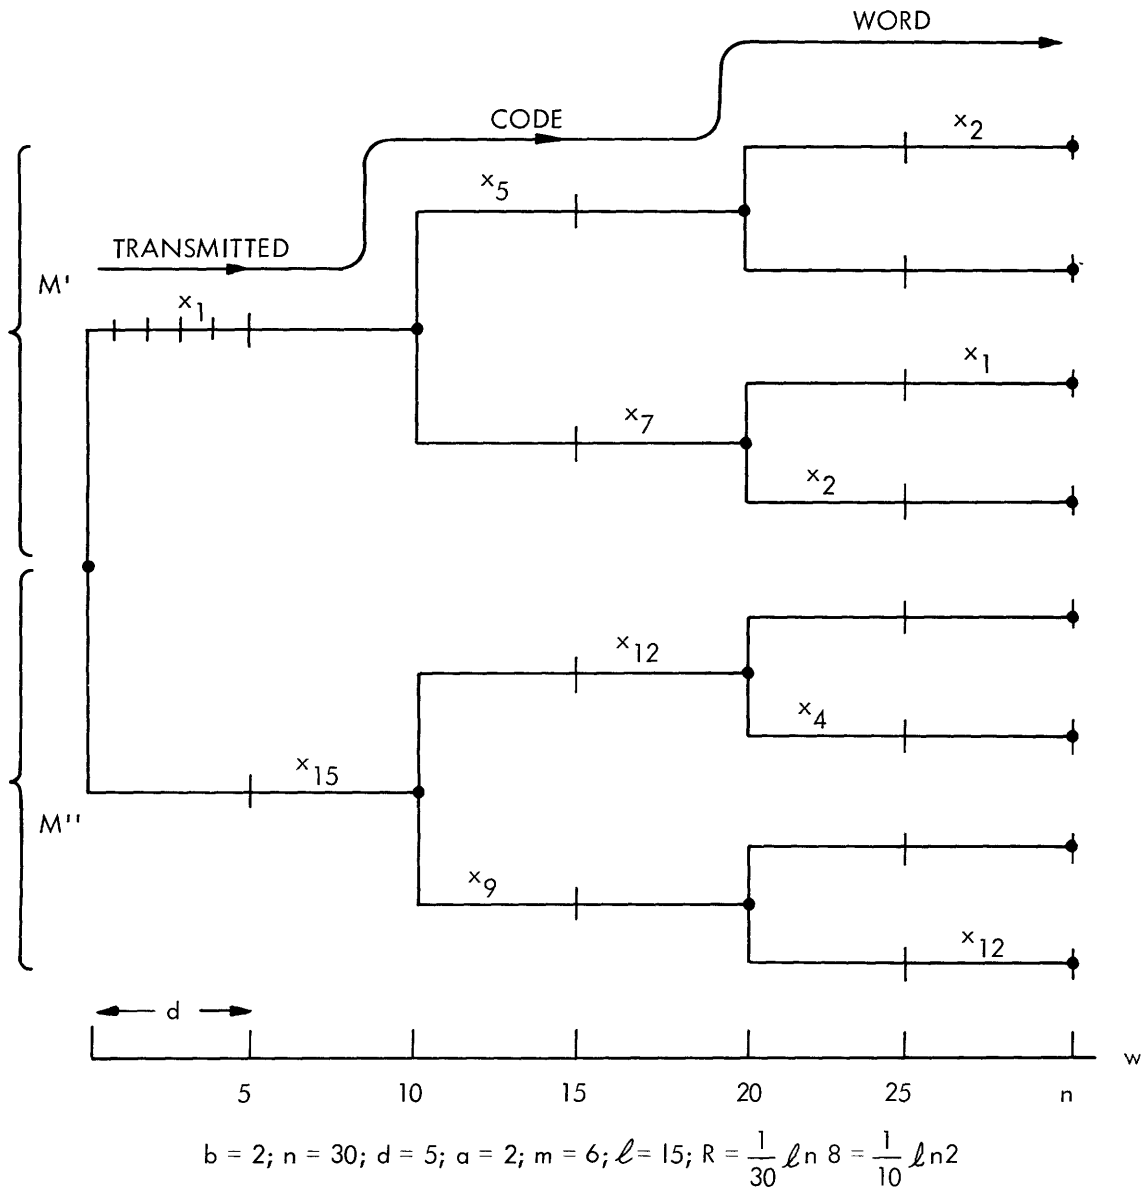 WORD
CODE
x2
x5
TRANSMITTED
M'
x1
x1
x7
x2
x12
x4
x15
M''
x9
x12
d
w
5 10 15 20 25 n
b = 2; n = 30; d = 5; a = 2; m = 6; ℓ = 15; R = 1/30 ℓn 8 = 1/10 ℓn2